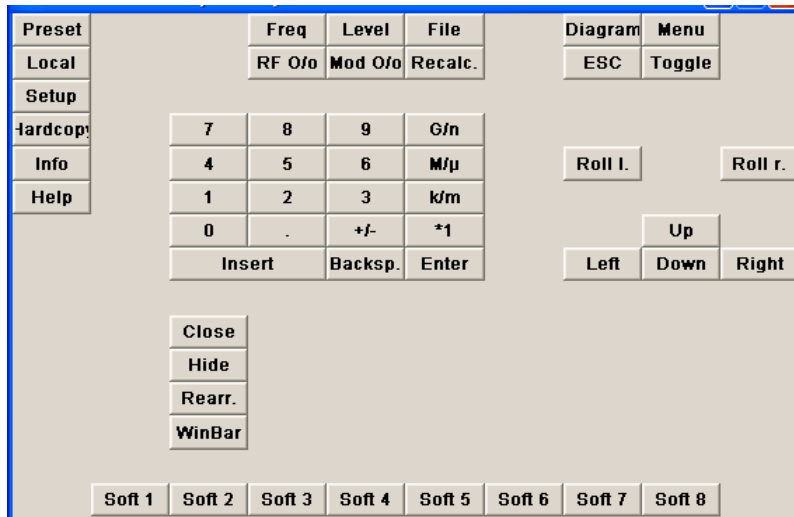 Preset Freq Level File Diagram Menu
Local RF O/o Mod O/o Recalc. ESC Toggle
Setup
Hardcopy 7 8 9 G/n
Info 4 5 6 M/µ Roll l. Roll r.
Help 1 2 3 k/m
0 . +/- *1 Up
Insert Backsp. Enter Left Down Right
Close
Hide
Rearr.
WinBar
Soft 1 Soft 2 Soft 3 Soft 4 Soft 5 Soft 6 Soft 7 Soft 8